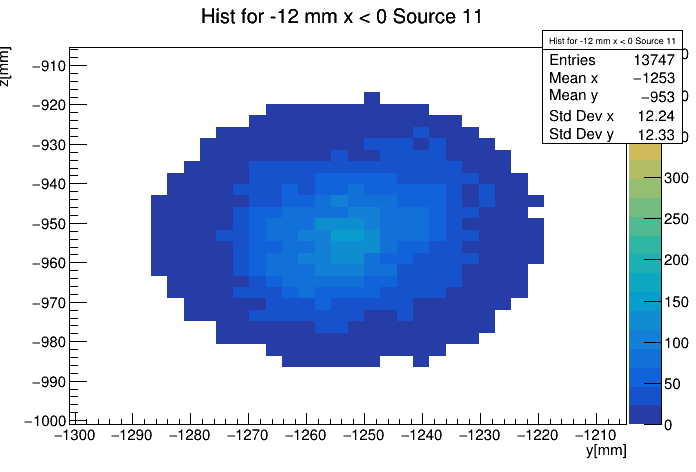 Hist for -12 mm x < 0 Source 11
z[mm]
Hist for -12 mm x < 0 Source 11
Entries 13747
Mean x −1253
Mean y −953
Std Dev x 12.24
Std Dev y 12.33
−910
−920
−930
−940
−950
−960
−970
−980
−990
−1000
300
250
200
150
100
50
0
−1300 −1290 −1280 −1270 −1260 −1250 −1240 −1230 −1220 −1210
y[mm]